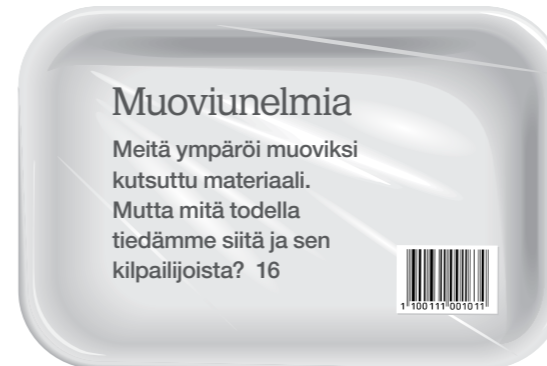 Muoviunelmia
Meitä ympäröi muoviksi
kutsuttu materiaali.
Mutta mitä todella
tiedämme siitä ja sen
kilpailijoista? 16
1 100111 001011